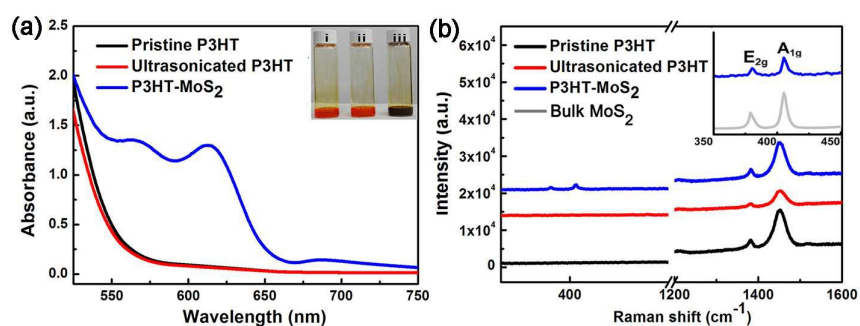 (a)
Pristine P3HT
Ultrasonicated P3HT
P3HT-MoS2
i ii iii
2.5
2.0
1.5
1.0
0.5
0.0
Absorbance (a.u.)
550 600 650 700 750
Wavelength (nm)
(b)
Pristine P3HT
Ultrasonicated P3HT
P3HT-MoS2
Bulk MoS2
E2g
A1g
350 400 450
6x10^4
5x10^4
4x10^4
3x10^4
2x10^4
1x10^4
0
Intensity (a.u.)
400 1200 1400 1600
Raman shift (cm-1)